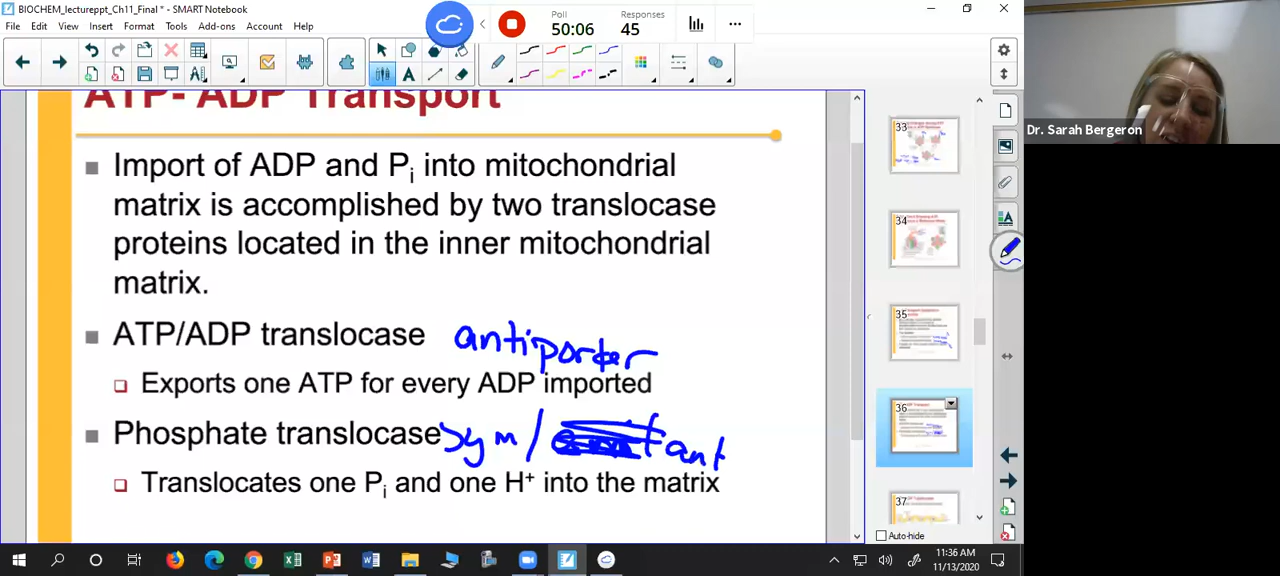 BIOCHEM_lectureppt_Ch11_Final * - SMART Notebook
File Edit View Insert Format Tools Add-ons Account Help
Poll
50:06
Responses
45
Dr. Sarah Bergeron
ATP- ADP Transport
Import of ADP and Pi into mitochondrial
matrix is accomplished by two translocase
proteins located in the inner mitochondrial
matrix.
ATP/ADP translocase antiporter
Exports one ATP for every ADP imported
Phosphate translocase sym/ ant
Translocates one Pi and one H+ into the matrix
33
34
35
36
37
Auto-hide
11:36 AM
11/13/2020